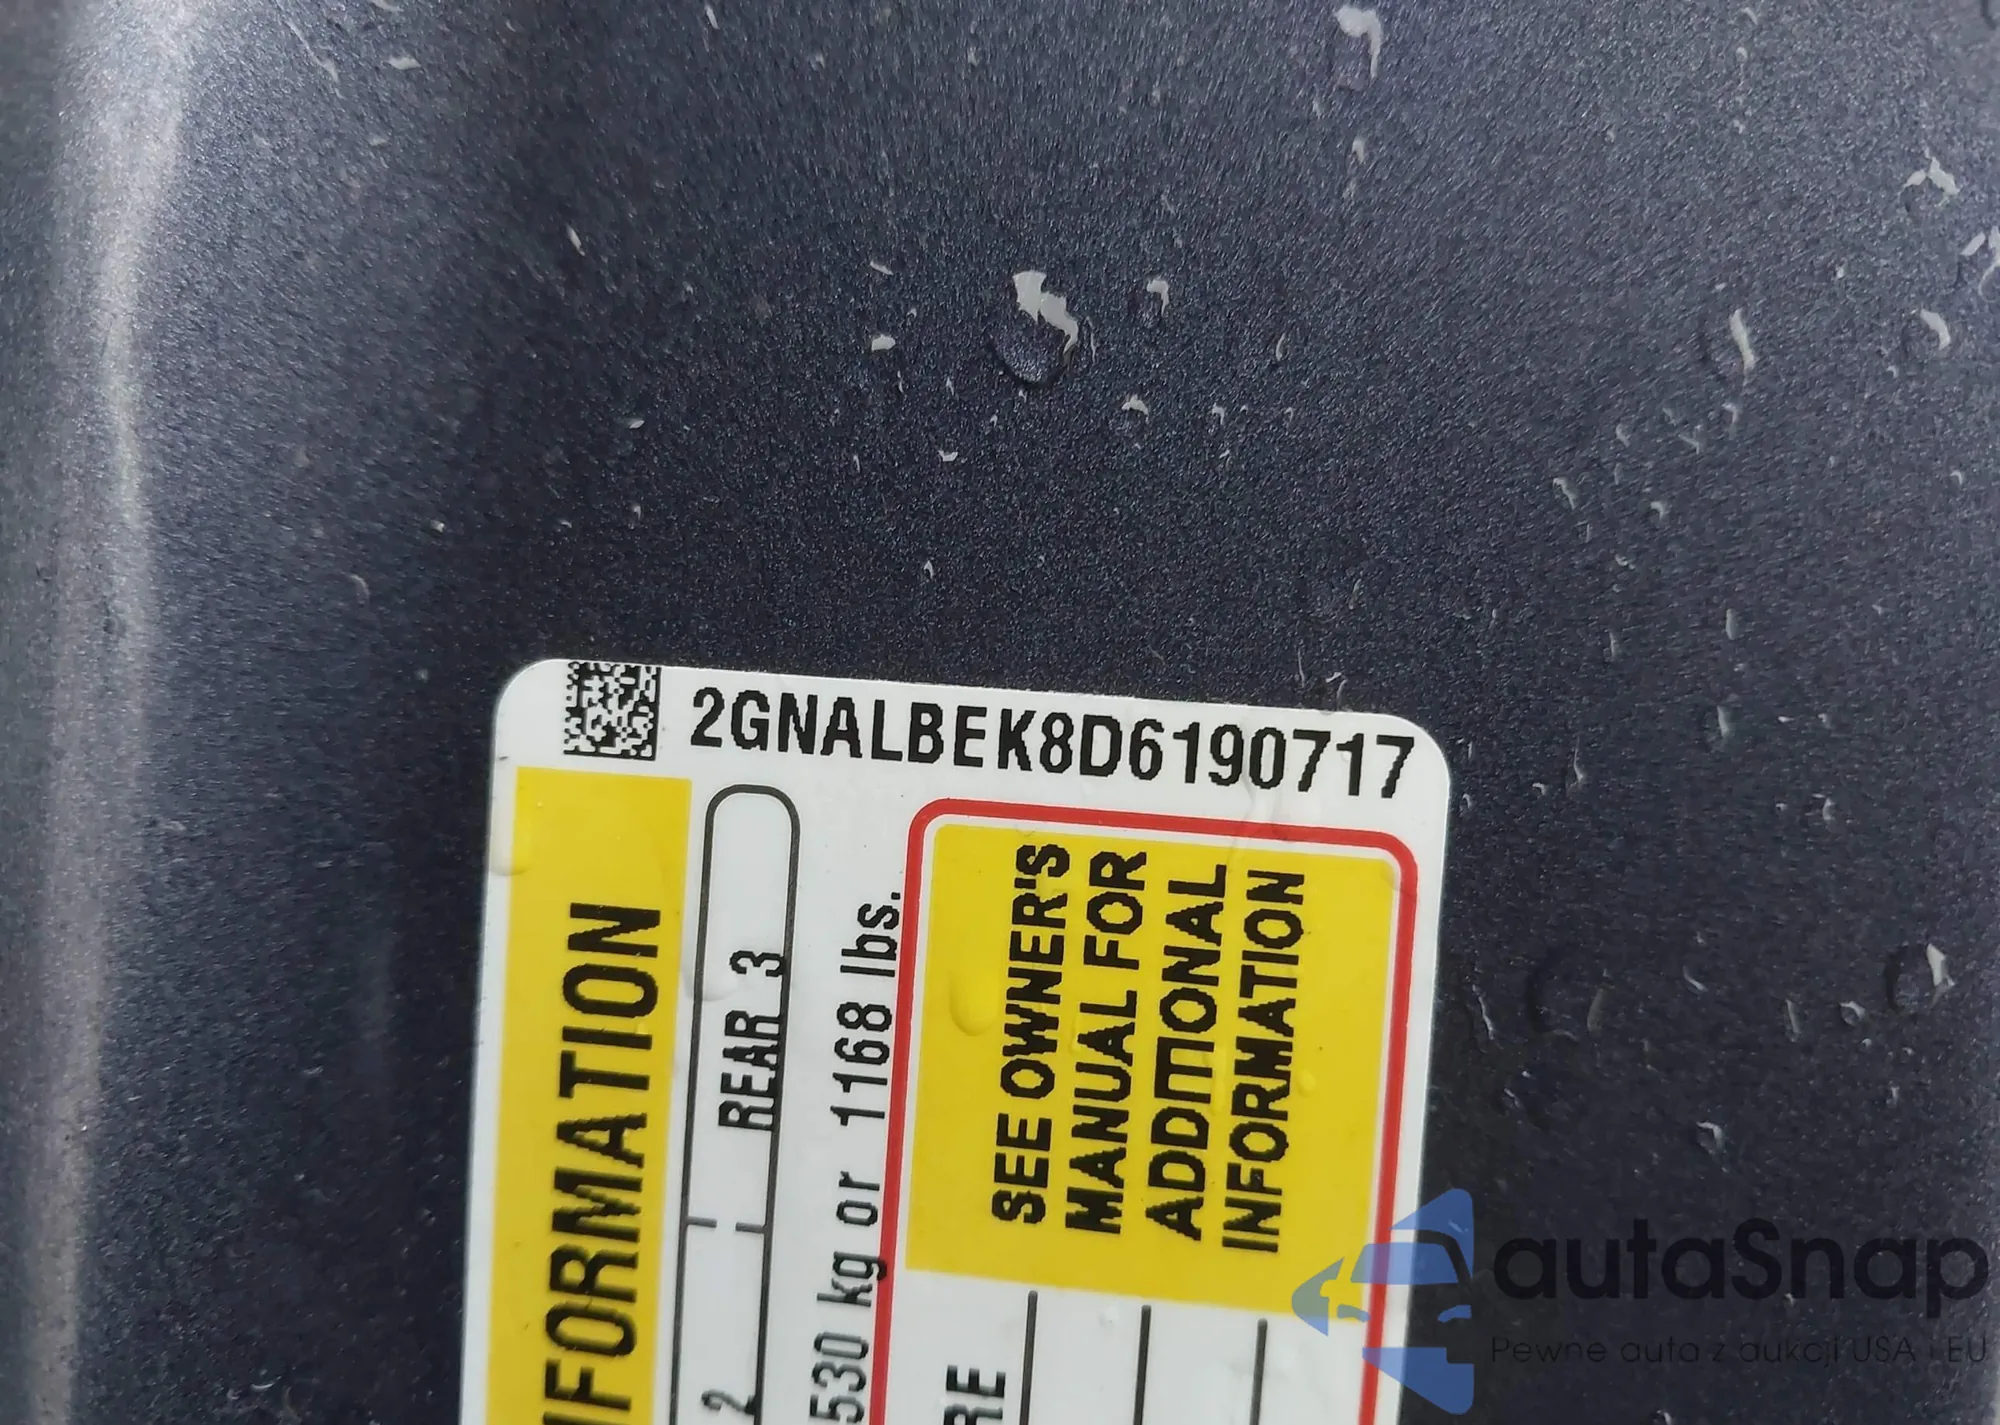 2GNALBEK8D6190717
INFORMATION
2 REAR 3
530 kg or 1168 lbs.
SEE OWNER'S
MANUAL FOR
ADDITIONAL
INFORMATION
autaSnap
Pewne auta z aukcji USA i EU